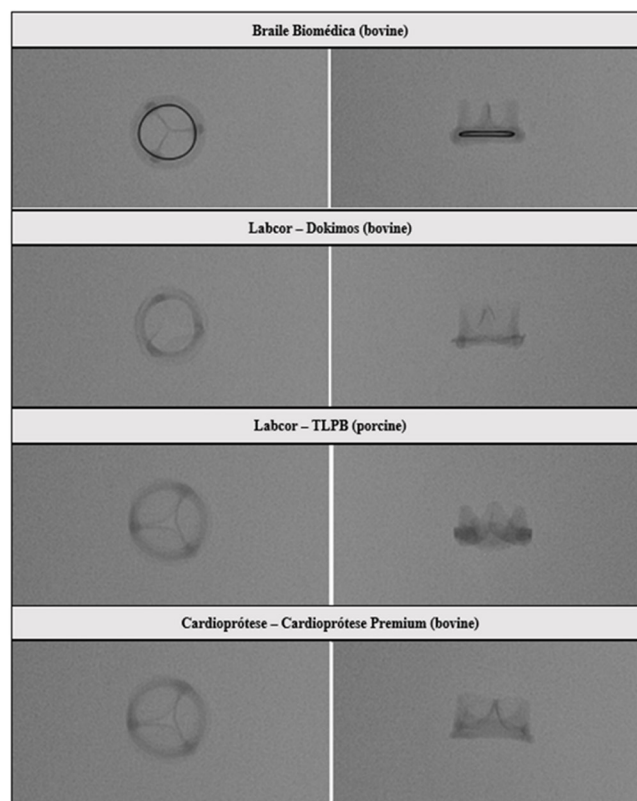 Braile Biomédica (bovine)
Labcor – Dokimos (bovine)
Labcor – TLPB (porcine)
Cardioprótese – Cardioprótese Premium (bovine)